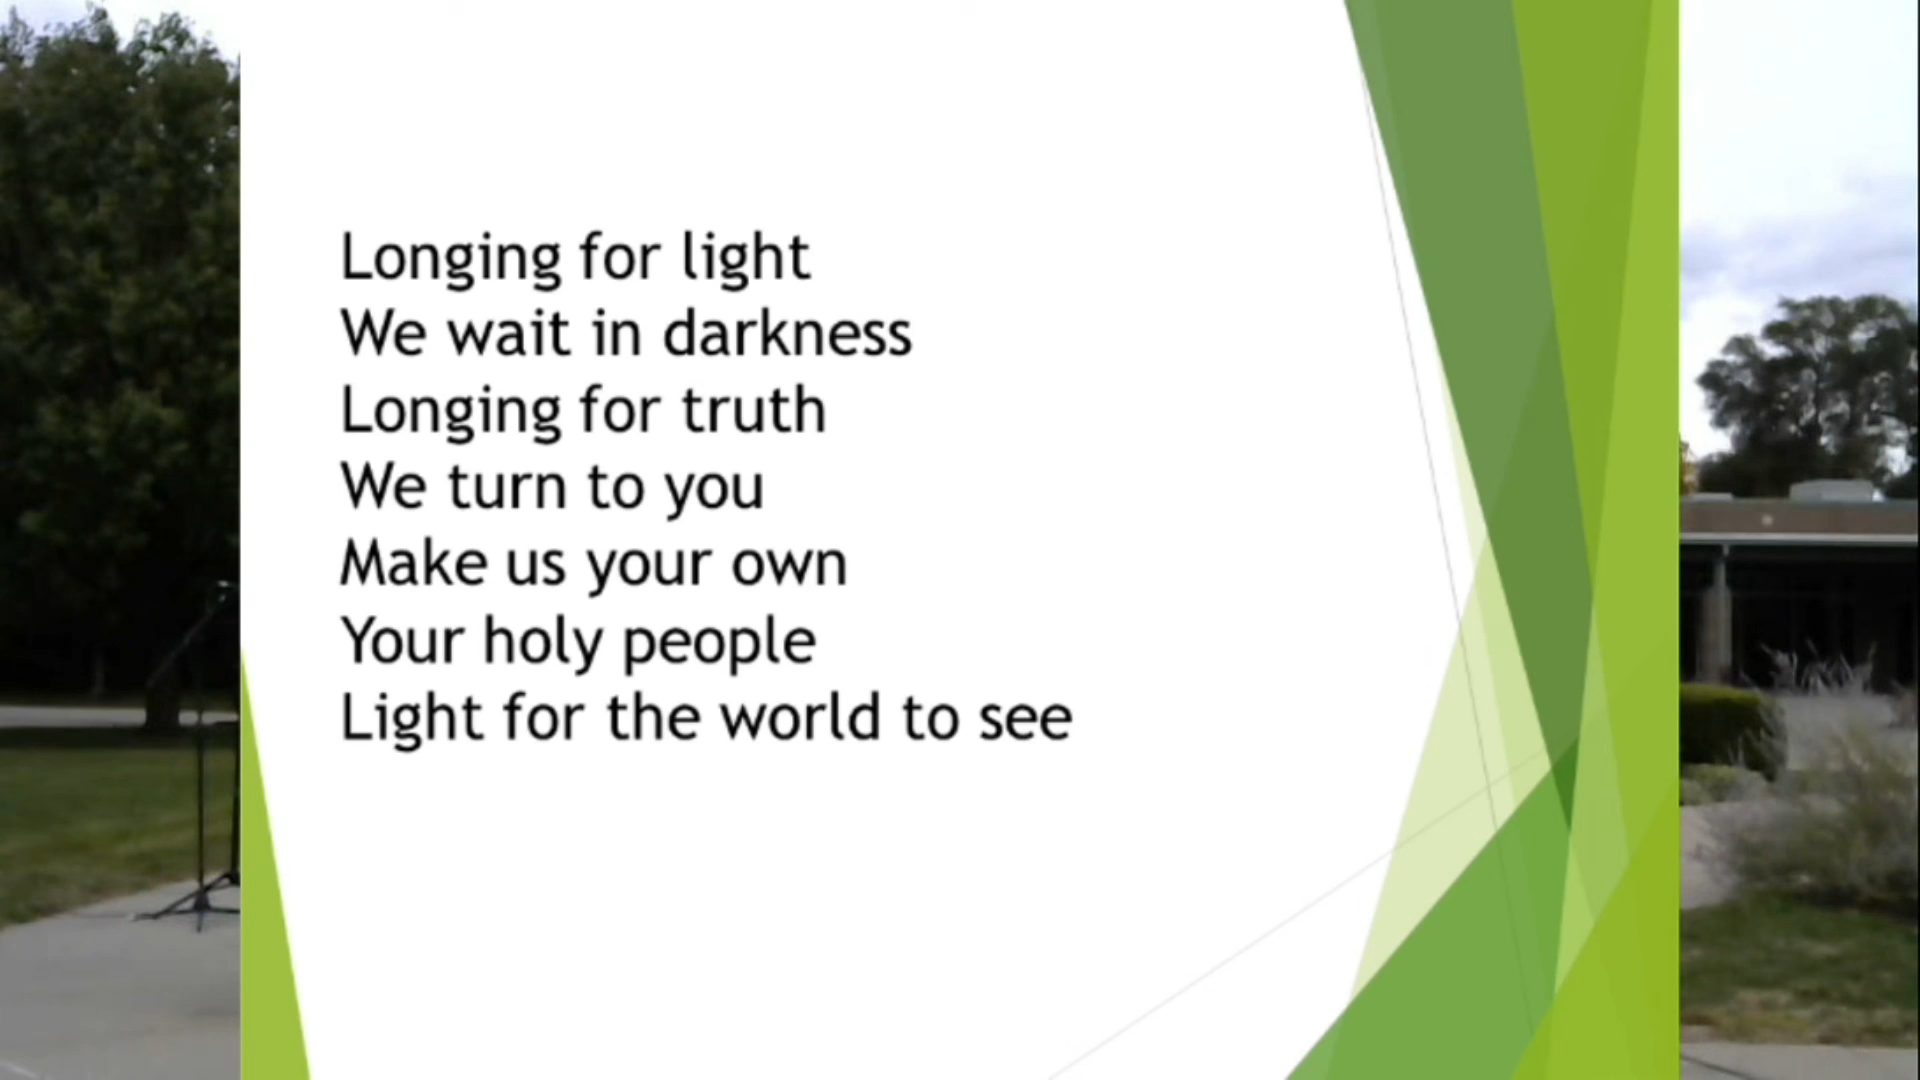 Longing for light
We wait in darkness
Longing for truth
We turn to you
Make us your own
Your holy people
Light for the world to see